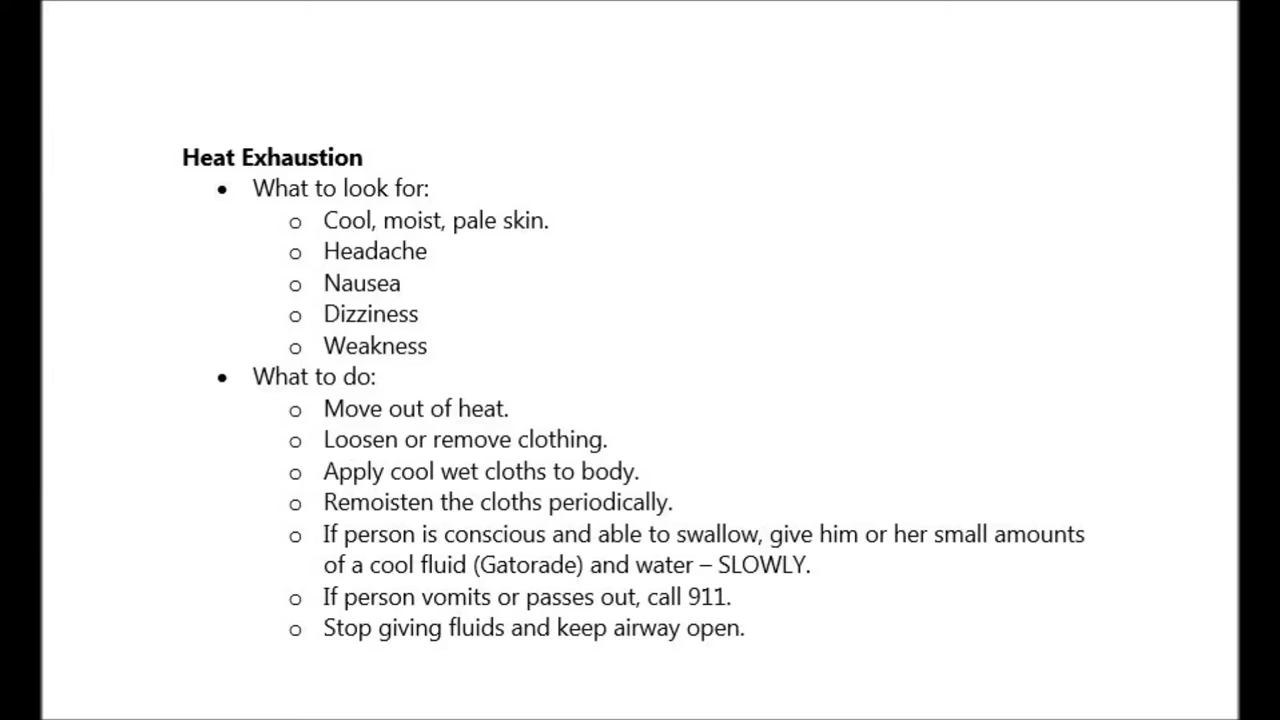 Heat Exhaustion
• What to look for:
o Cool, moist, pale skin.
o Headache
o Nausea
o Dizziness
o Weakness
• What to do:
o Move out of heat.
o Loosen or remove clothing.
o Apply cool wet cloths to body.
o Remoisten the cloths periodically.
o If person is conscious and able to swallow, give him or her small amounts
of a cool fluid (Gatorade) and water – SLOWLY.
o If person vomits or passes out, call 911.
o Stop giving fluids and keep airway open.